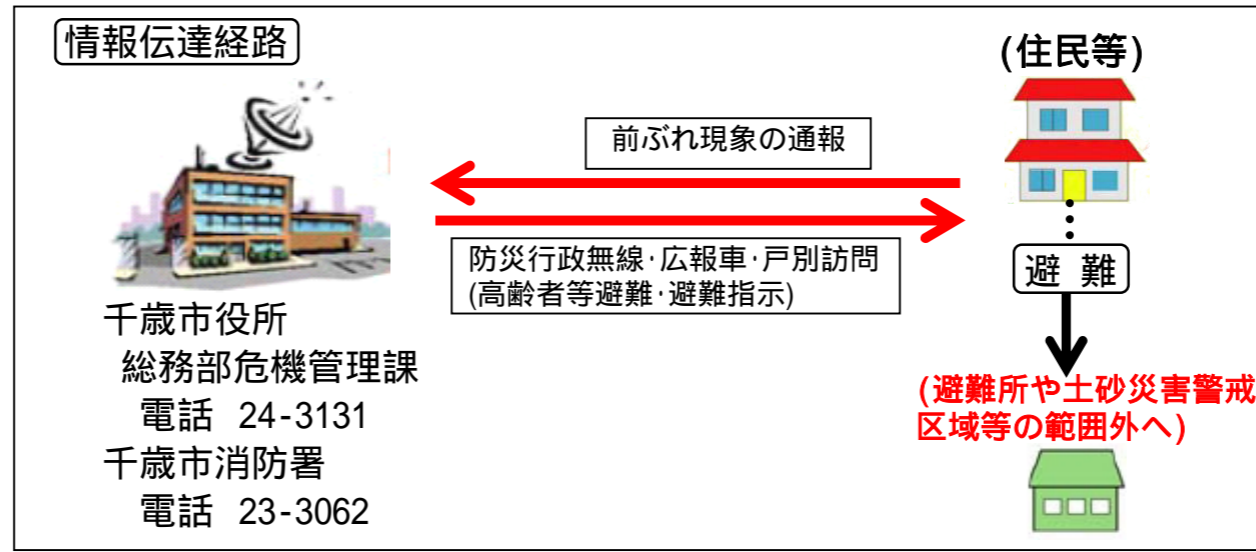 情報伝達経路
(住民等)
前ぶれ現象の通報
防災行政無線･広報車･戸別訪問
(高齢者等避難･避難指示)
避 難
千歳市役所
総務部危機管理課
電話 24-3131
千歳市消防署
電話 23-3062
(避難所や土砂災害警戒
区域等の範囲外へ)